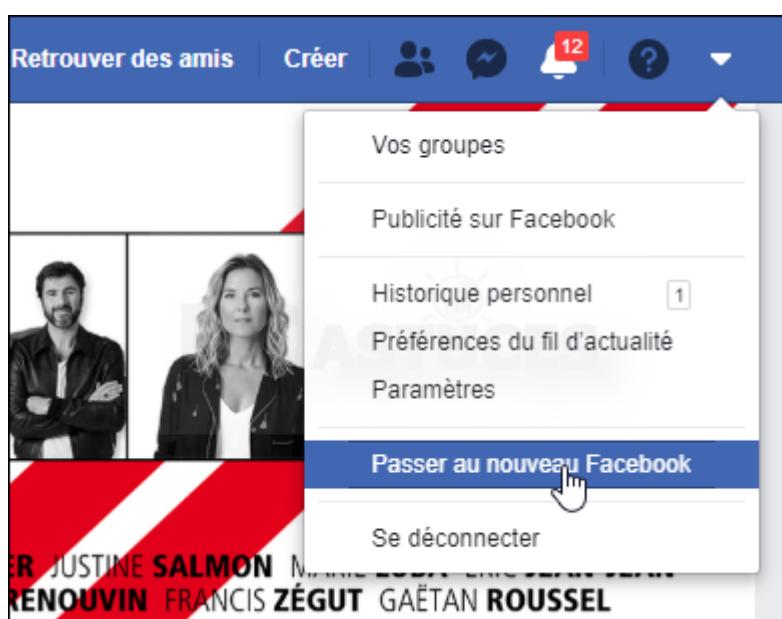 Retrouver des amis Créer 12
Vos groupes
Publicité sur Facebook
Historique personnel 1
Préférences du fil d'actualité
Paramètres
Passer au nouveau Facebook
Se déconnecter
ASTUCES
JUSTINE SALMON
RENOUVIN FRANCIS ZÉGUT GAËTAN ROUSSEL